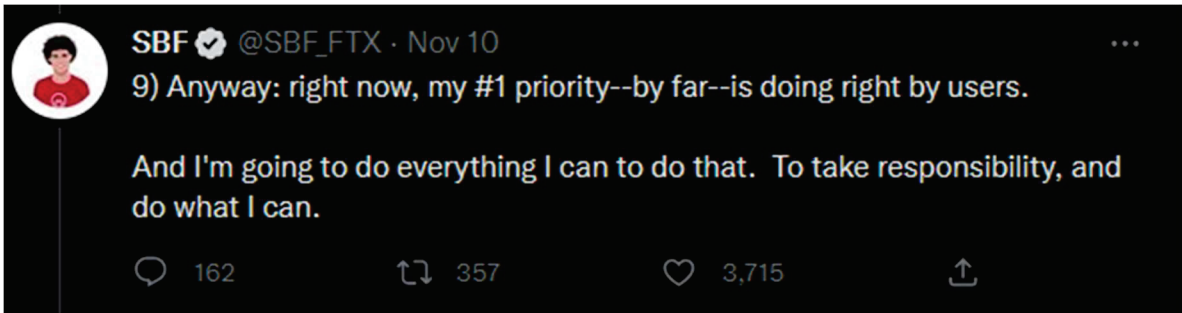 SBF @SBF_FTX · Nov 10
9) Anyway: right now, my #1 priority--by far--is doing right by users.
And I'm going to do everything I can to do that.  To take responsibility, and
do what I can.
162 357 3,715